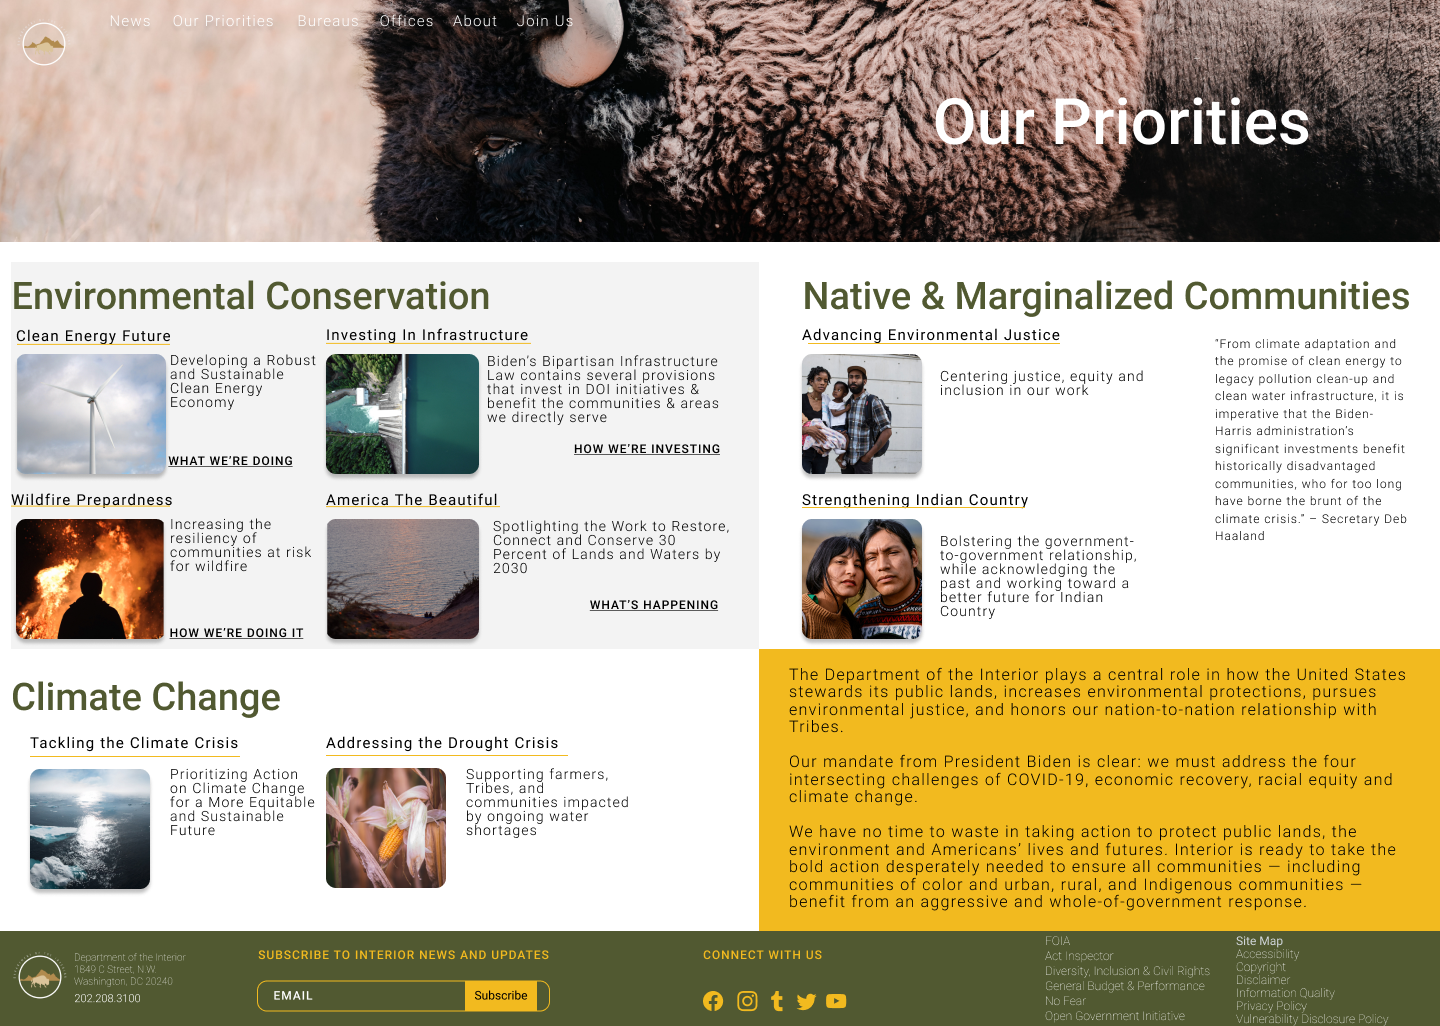 News Our Priorities Bureaus Offices About Join Us
Our Priorities
Environmental Conservation
Clean Energy Future
Developing a Robust
and Sustainable
Clean Energy
Economy
WHAT WE'RE DOING
Investing In Infrastructure
Biden's Bipartisan Infrastructure
Law contains several provisions
that invest in DOI initiatives &
benefit the communities & areas
we directly serve
HOW WE'RE INVESTING
Wildfire Prepardness
Increasing the
resiliency of
communities at risk
for wildfire
HOW WE'RE DOING IT
America The Beautiful
Spotlighting the Work to Restore,
Connect and Conserve 30
Percent of Lands and Waters by
2030
WHAT'S HAPPENING
Native & Marginalized Communities
Advancing Environmental Justice
Centering justice, equity and
inclusion in our work
Strengthening Indian Country
Bolstering the government-
to-government relationship,
while acknowledging the
past and working toward a
better future for Indian
Country
"From climate adaptation and
the promise of clean energy to
legacy pollution clean-up and
clean water infrastructure, it is
imperative that the Biden-
Harris administration's
significant investments benefit
historically disadvantaged
communities, who for too long
have borne the brunt of the
climate crisis." – Secretary Deb
Haaland
Climate Change
Tackling the Climate Crisis
Prioritizing Action
on Climate Change
for a More Equitable
and Sustainable
Future
Addressing the Drought Crisis
Supporting farmers,
Tribes, and
communities impacted
by ongoing water
shortages
The Department of the Interior plays a central role in how the United States
stewards its public lands, increases environmental protections, pursues
environmental justice, and honors our nation-to-nation relationship with
Tribes.
Our mandate from President Biden is clear: we must address the four
intersecting challenges of COVID-19, economic recovery, racial equity and
climate change.
We have no time to waste in taking action to protect public lands, the
environment and Americans' lives and futures. Interior is ready to take the
bold action desperately needed to ensure all communities — including
communities of color and urban, rural, and Indigenous communities —
benefit from an aggressive and whole-of-government response.
Department of the Interior
1849 C Street, N.W.
Washington, DC 20240
202.208.3100
SUBSCRIBE TO INTERIOR NEWS AND UPDATES
EMAIL Subscribe
CONNECT WITH US
FOIA
Act Inspector
Diversity, Inclusion & Civil Rights
General Budget & Performance
No Fear
Open Government Initiative
Site Map
Accessibility
Copyright
Disclaimer
Information Quality
Privacy Policy
Vulnerability Disclosure Policy